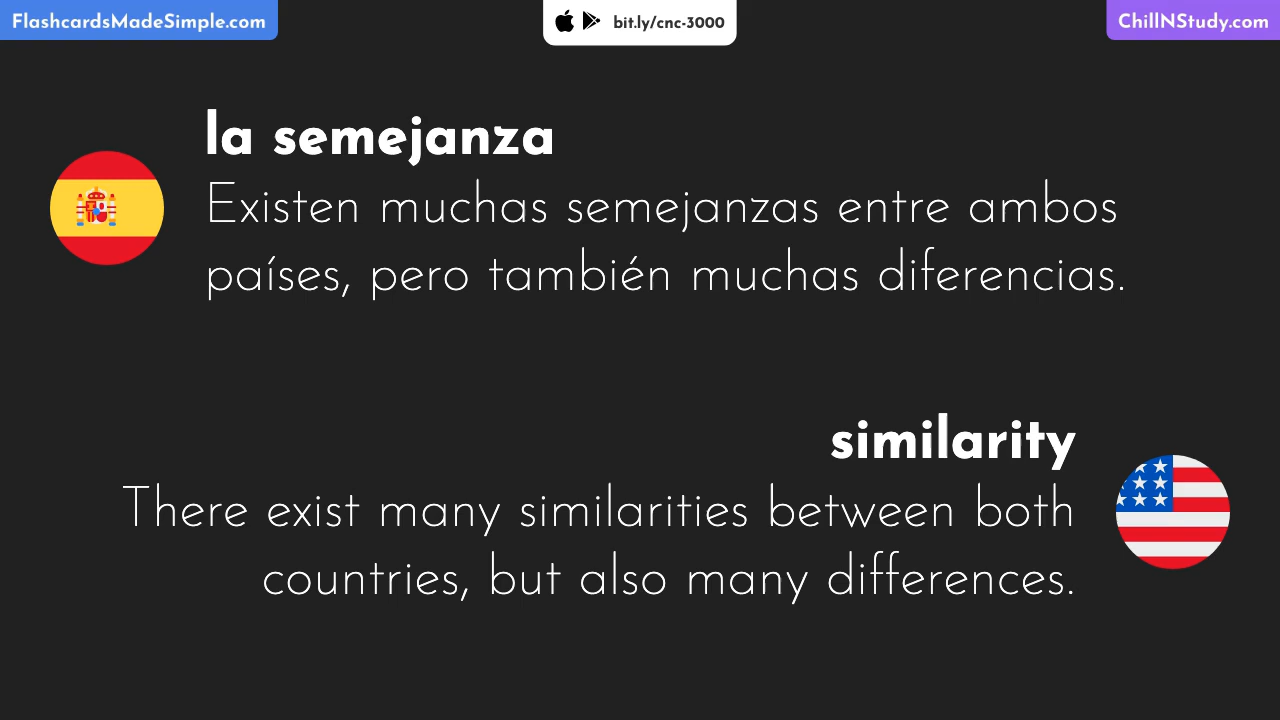 FlashcardsMadeSimple.com
bit.ly/cnc-3000
ChillNStudy.com
la semejanza
Existen muchas semejanzas entre ambos
países, pero también muchas diferencias.
similarity
There exist many similarities between both
countries, but also many differences.